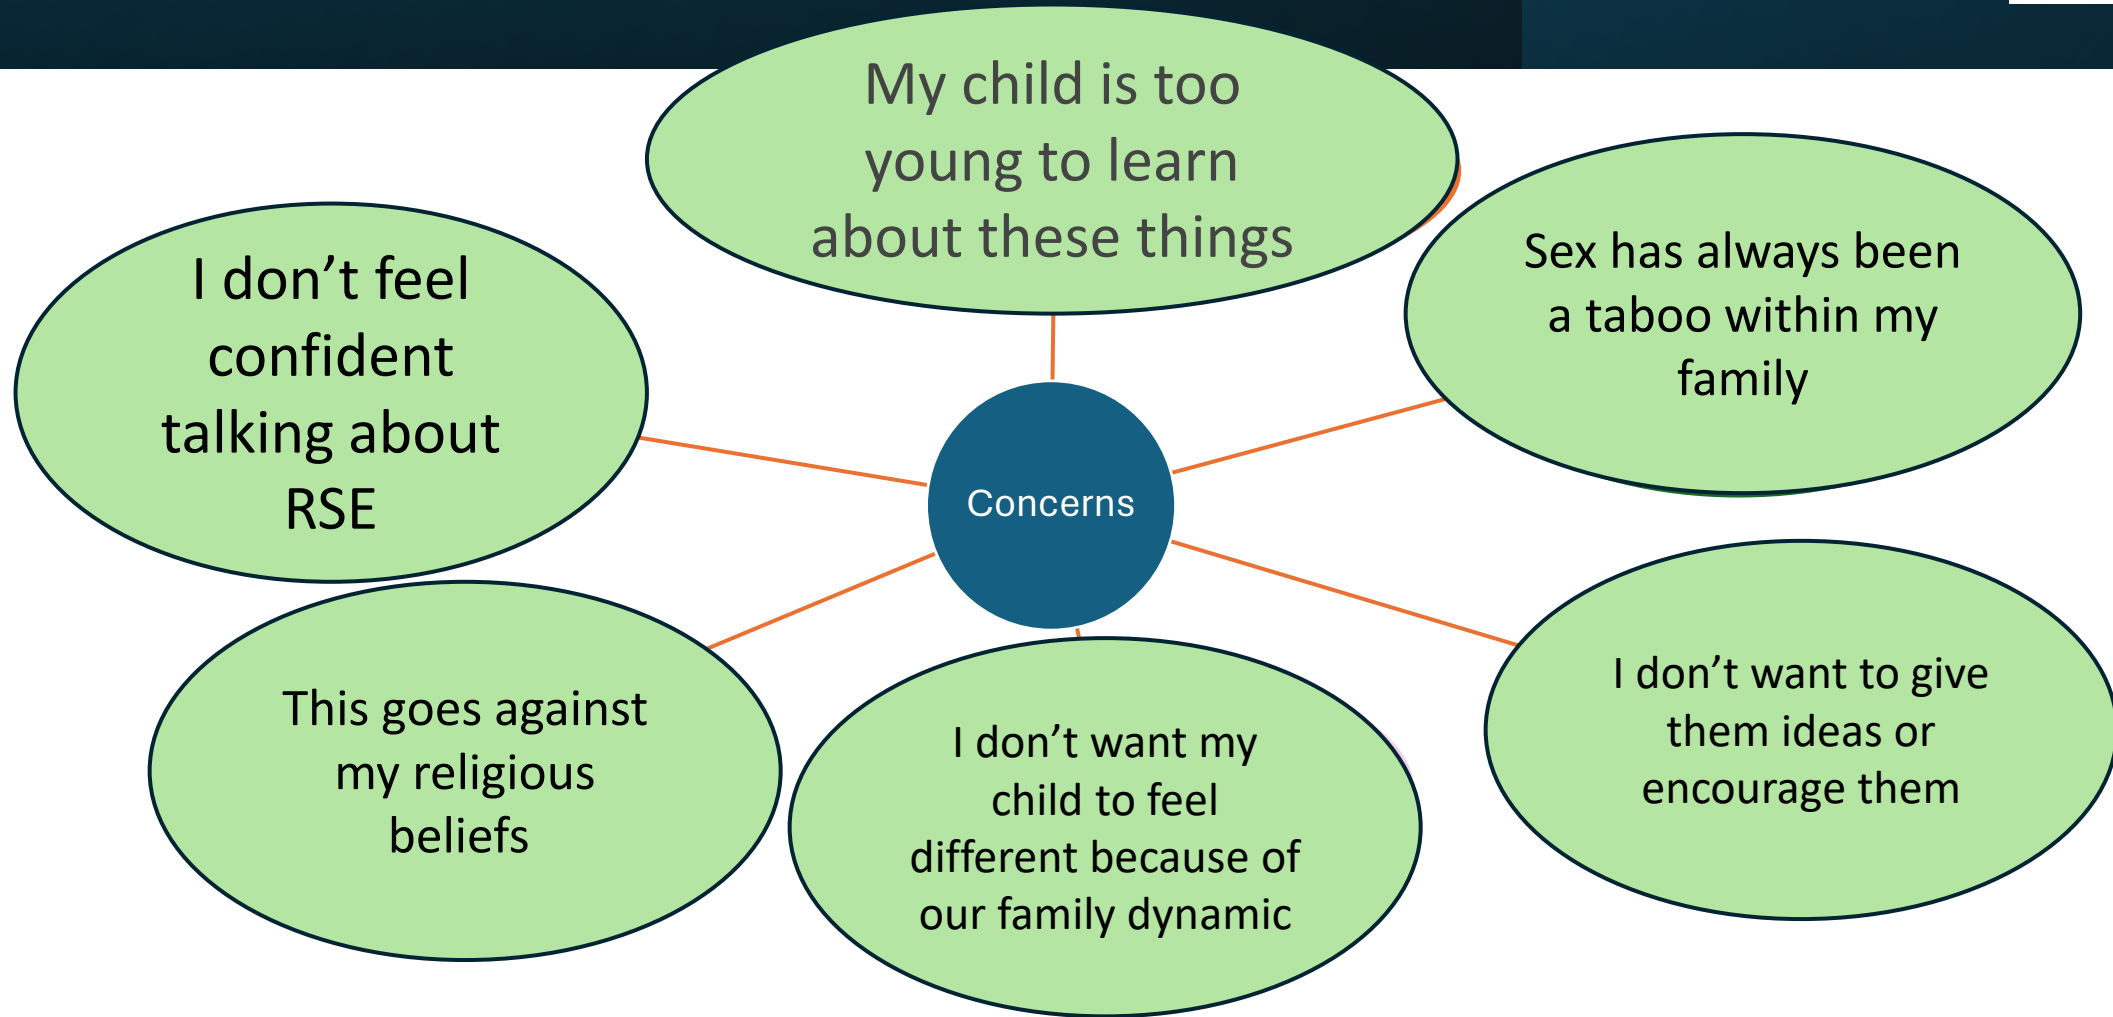 My child is too
young to learn
about these things
Sex has always been
a taboo within my
family
I don’t feel
confident
talking about
RSE
Concerns
I don’t want to give
them ideas or
encourage them
This goes against
my religious
beliefs
I don’t want my
child to feel
different because of
our family dynamic